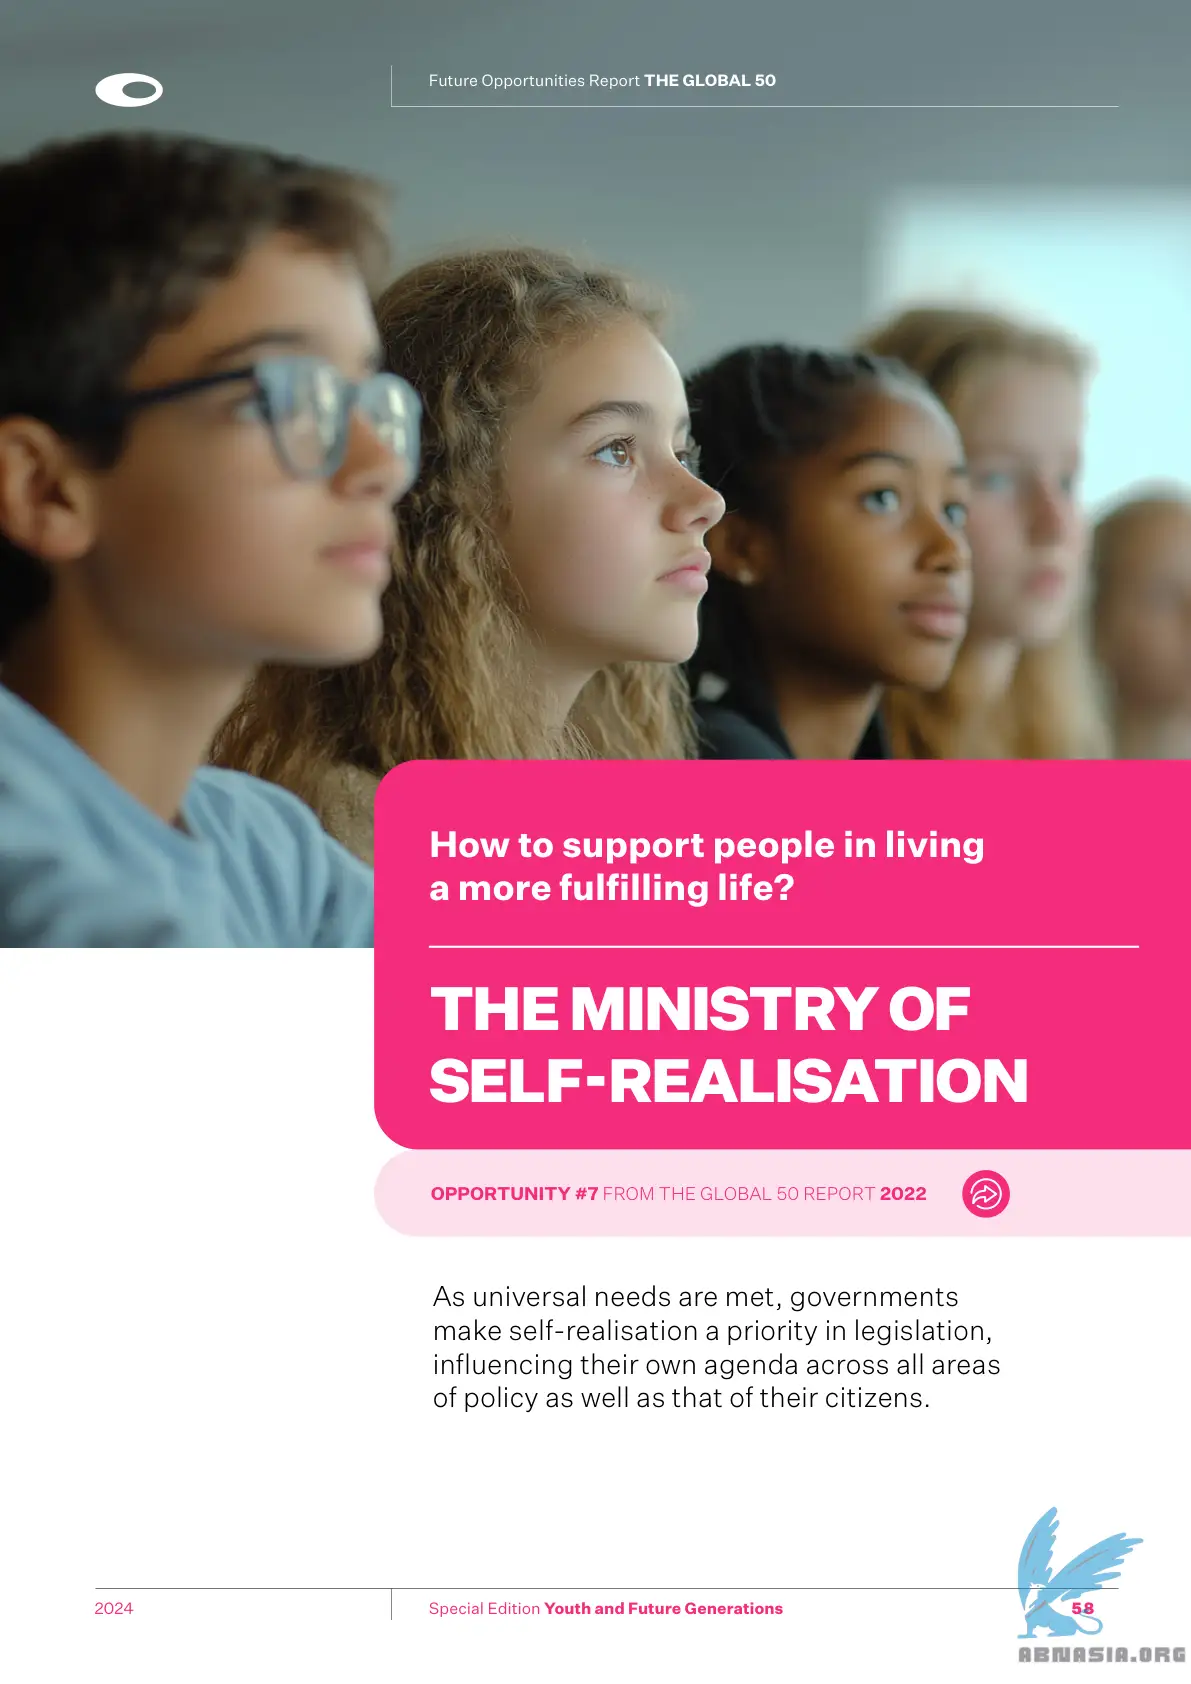 Future Opportunities Report THE GLOBAL 50
How to support people in living
a more fulfilling life?
THE MINISTRY OF
SELF-REALISATION
OPPORTUNITY #7 FROM THE GLOBAL 50 REPORT 2022
As universal needs are met, governments
make self-realisation a priority in legislation,
influencing their own agenda across all areas
of policy as well as that of their citizens.
2024
Special Edition Youth and Future Generations
58
ABNASIA.ORG